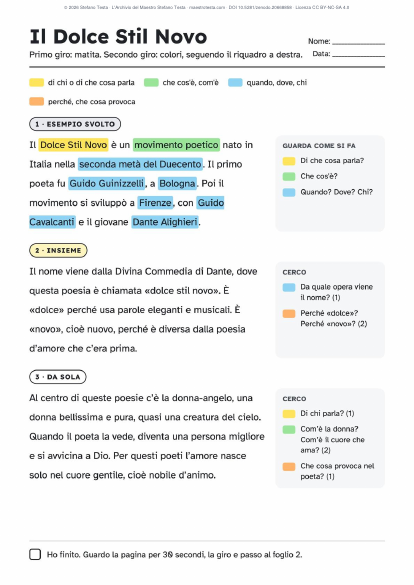 © 2026 Stefano Testa · L'Archivio del Maestro Stefano Testa · maestrotesta.com · DOI 10.5281/zenodo.20968689 · Licenza CC BY-NC-SA 4.0
Il Dolce Stil Novo
Nome:
Primo giro: matita. Secondo giro: colori, seguendo il riquadro a destra.
Data:
di chi o di che cosa parla
che cos'è, com'è
quando, dove, chi
perché, che cosa provoca
1 · ESEMPIO SVOLTO
Il Dolce Stil Novo è un movimento poetico nato in
Italia nella seconda metà del Duecento. Il primo
poeta fu Guido Guinizzelli, a Bologna. Poi il
movimento si sviluppò a Firenze, con Guido
Cavalcanti e il giovane Dante Alighieri.
GUARDA COME SI FA
Di che cosa parla?
Che cos'è?
Quando? Dove? Chi?
2 · INSIEME
Il nome viene dalla Divina Commedia di Dante, dove
questa poesia è chiamata «dolce stil novo». È
«dolce» perché usa parole eleganti e musicali. È
«novo», cioè nuovo, perché è diversa dalla poesia
d'amore che c'era prima.
CERCO
Da quale opera viene
il nome? (1)
Perché «dolce»?
Perché «novo»? (2)
3 · DA SOLA
Al centro di queste poesie c'è la donna-angelo, una
donna bellissima e pura, quasi una creatura del cielo.
Quando il poeta la vede, diventa una persona migliore
e si avvicina a Dio. Per questi poeti l'amore nasce
solo nel cuore gentile, cioè nobile d'animo.
CERCO
Di chi parla? (1)
Com'è la donna?
Com'è il cuore che
ama? (2)
Che cosa provoca nel
poeta? (1)
Ho finito. Guardo la pagina per 30 secondi, la giro e passo al foglio 2.